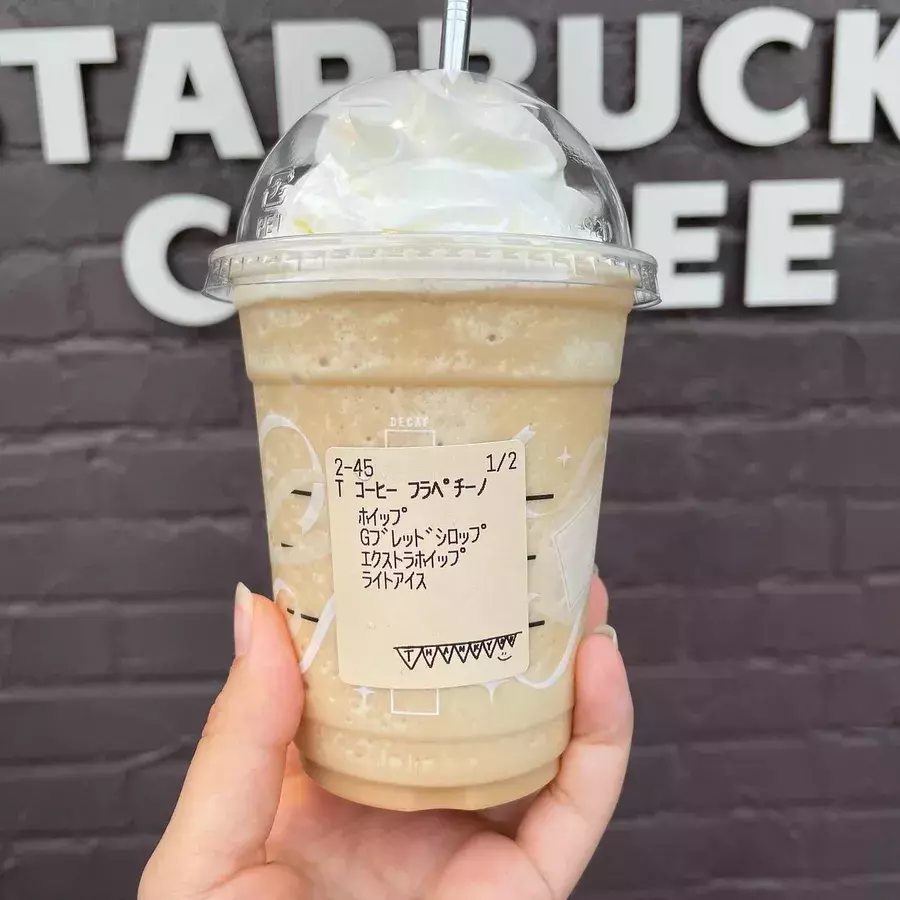 TARBUCK
C EE
DECAF
2-45 1/2
T コーヒー フラペチーノ
ホイップ
Gブレッドシロップ
エクストラホイップ
ライトアイス
THANKYOU